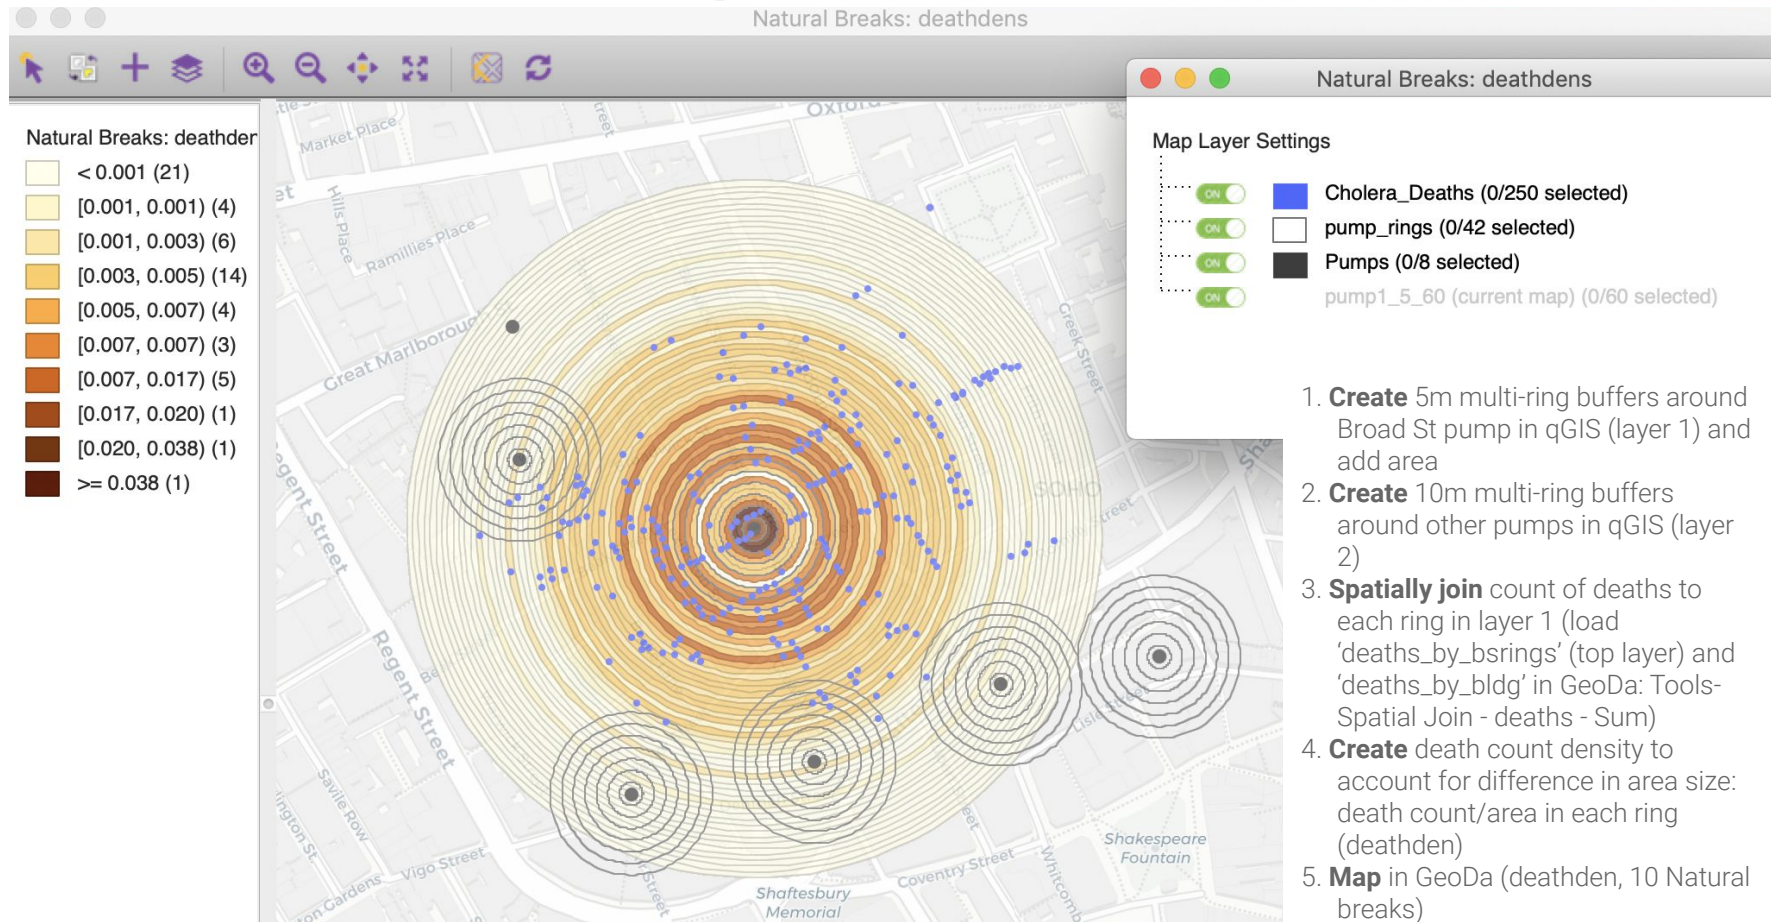 Natural Breaks: deathdens
Natural Breaks: deathder
< 0.001 (21)
[0.001, 0.001) (4)
[0.001, 0.003) (6)
[0.003, 0.005) (14)
[0.005, 0.007) (4)
[0.007, 0.007) (3)
[0.007, 0.017) (5)
[0.017, 0.020) (1)
[0.020, 0.038) (1)
>= 0.038 (1)
Market Place
Hills Place
Ramillies Place
Great Marlborou
Regent Street
Regent Street
Savile Row
Vigo Street
Greek Street
SOHO
Lisle Street
Coventry Street
Whitcomb
Shakespeare
Fountain
Shaftesbury
Memorial
Natural Breaks: deathdens
Map Layer Settings
ON Cholera_Deaths (0/250 selected)
ON pump_rings (0/42 selected)
ON Pumps (0/8 selected)
ON pump1_5_60 (current map) (0/60 selected)
1. Create 5m multi-ring buffers around
Broad St pump in qGIS (layer 1) and
add area
2. Create 10m multi-ring buffers
around other pumps in qGIS (layer
2)
3. Spatially join count of deaths to
each ring in layer 1 (load
‘deaths_by_bsrings’ (top layer) and
‘deaths_by_bldg’ in GeoDa: Tools-
Spatial Join - deaths - Sum)
4. Create death count density to
account for difference in area size:
death count/area in each ring
(deathden)
5. Map in GeoDa (deathden, 10 Natural
breaks)